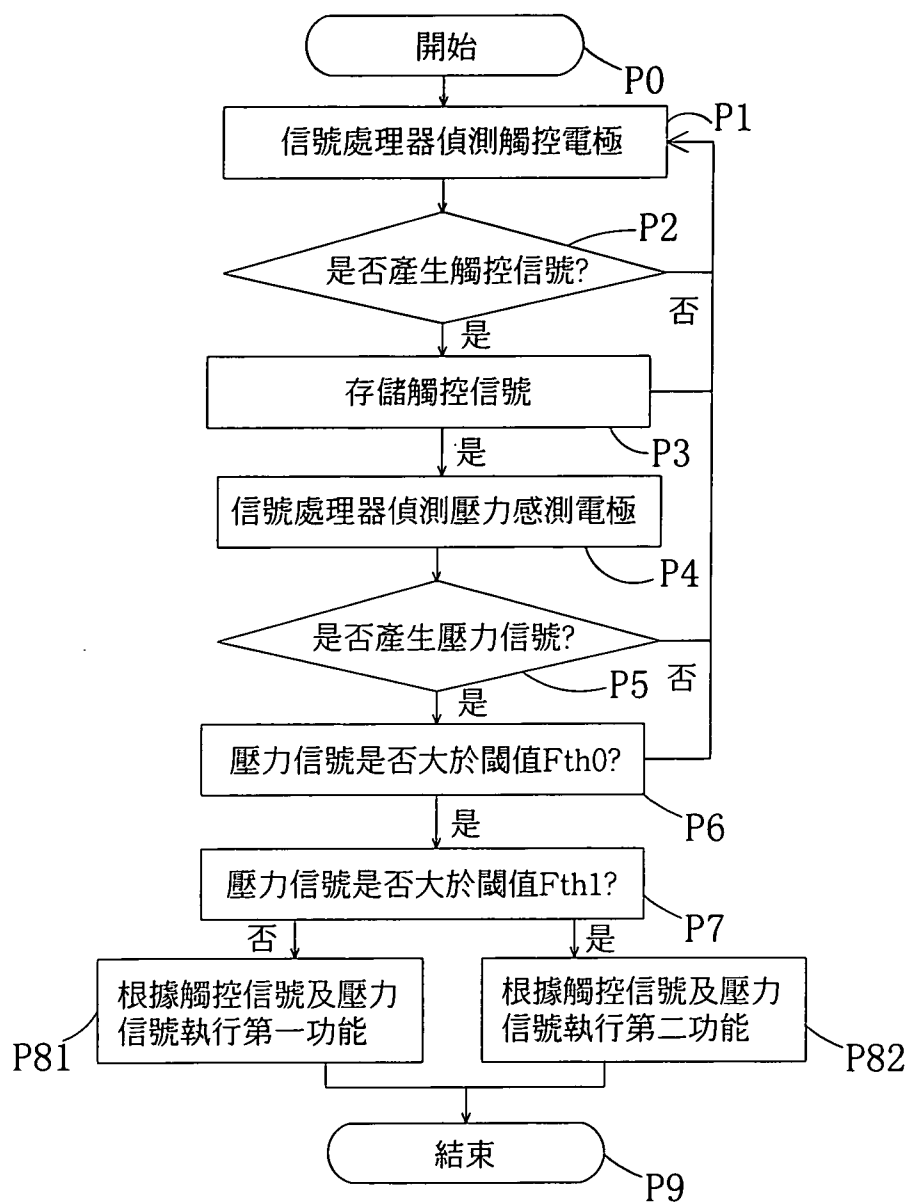 開始
P0
P1
信號處理器偵測觸控電極
P2
是否產生觸控信號?
否
是
存儲觸控信號
P3
是
信號處理器偵測壓力感測電極
P4
是否產生壓力信號?
P5
否
是
壓力信號是否大於閾值Fth0?
P6
是
壓力信號是否大於閾值Fth1?
P7
否
是
根據觸控信號及壓力
信號執行第一功能
P81
根據觸控信號及壓力
信號執行第二功能
P82
結束
P9